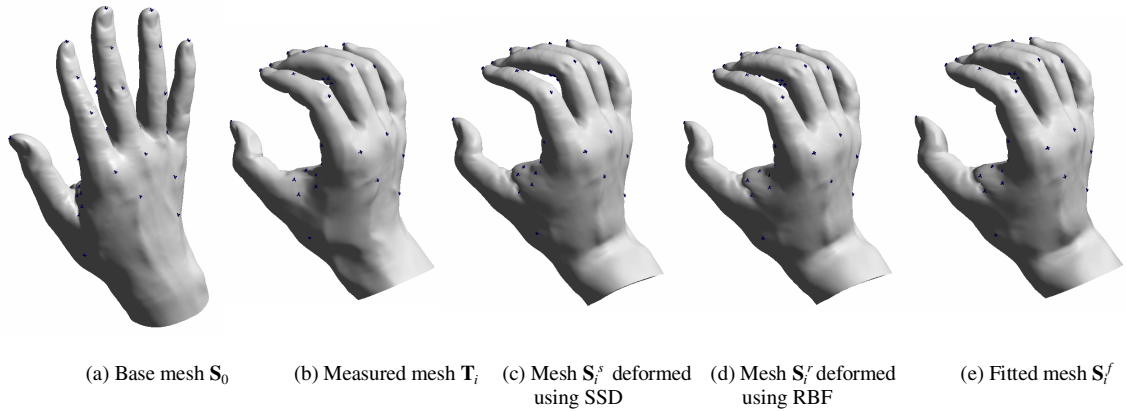 (a) Base mesh S₀
(b) Measured mesh Tᵢ
(c) Mesh Sᵢˢ deformed
using SSD
(d) Mesh Sᵢʳ deformed
using RBF
(e) Fitted mesh Sᵢᶠ